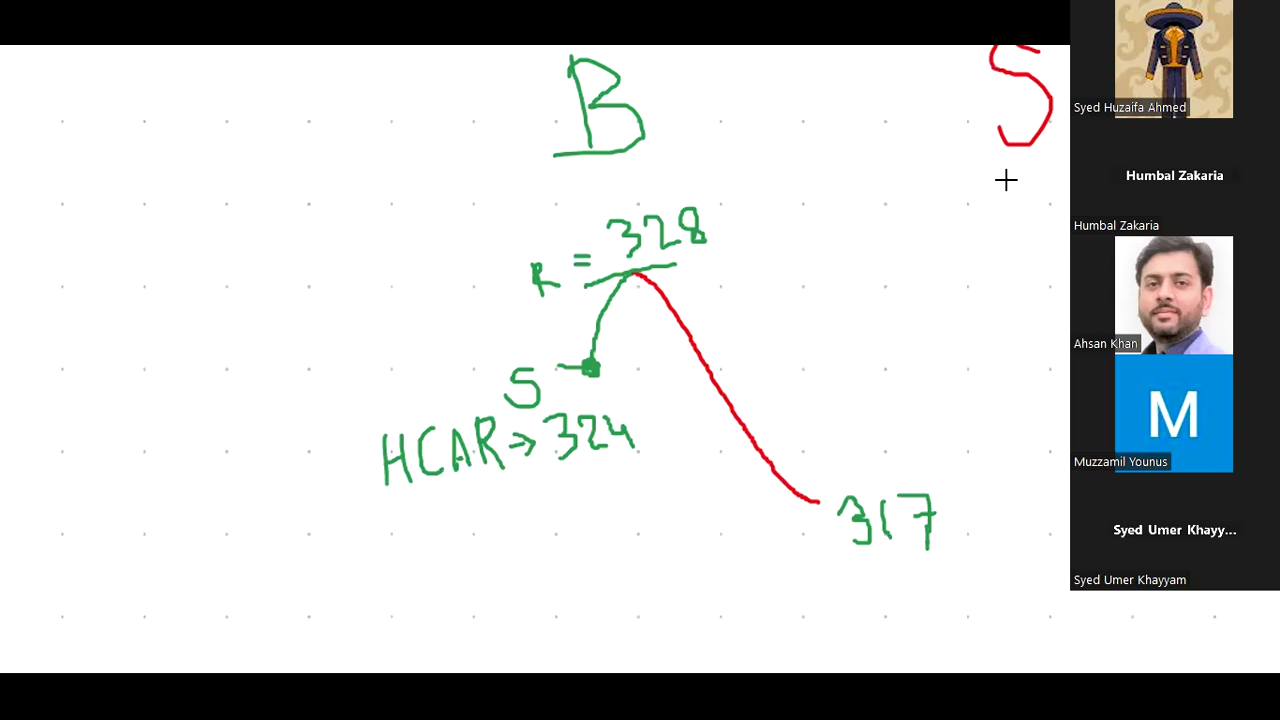 B
S
R = 328
S
HCAR → 324
317
Syed Huzaifa Ahmed
Humbal Zakaria
Humbal Zakaria
Ahsan Khan
M
Muzzamil Younus
Syed Umer Khayy...
Syed Umer Khayyam